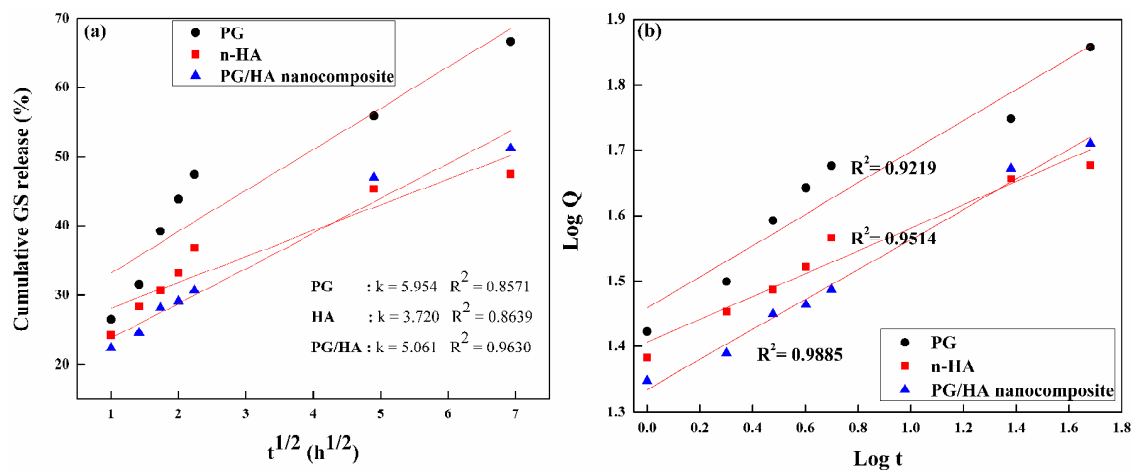 (a)
PG
n-HA
PG/HA nanocomposite
Cumulative GS release (%)
70
60
50
40
30
20
PG : k = 5.954 R² = 0.8571
HA : k = 3.720 R² = 0.8639
PG/HA : k = 5.061 R² = 0.9630
1 2 3 4 5 6 7
t^1/2 (h^1/2)
(b)
Log Q
1.9
1.8
1.7
1.6
1.5
1.4
1.3
R²= 0.9219
R²= 0.9514
R²= 0.9885
PG
n-HA
PG/HA nanocomposite
0.0 0.2 0.4 0.6 0.8 1.0 1.2 1.4 1.6 1.8
Log t